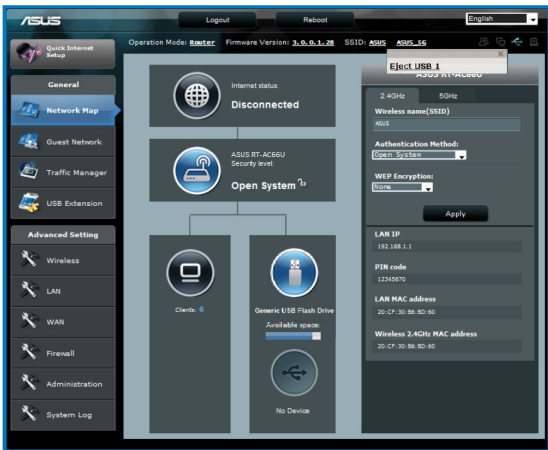 ASUS
Logout
Reboot
English
Quick Internet
Setup
Operation Mode: Router Firmware Version: 3.0.0.1.28 SSID: ASUS ASUS_5G
Eject USB 1
General
Network Map
Guest Network
Traffic Manager
USB Extension
Advanced Setting
Wireless
LAN
WAN
Firewall
Administration
System Log
Internet status:
Disconnected
ASUS RT-AC66U
Security level:
Open System
Clients: 6
Generic USB Flash Drive
Available space:
No Device
ASUS RT-AC66U
2.4GHz
5GHz
Wireless name(SSID)
ASUS
Authentication Method:
Open System
WEP Encryption:
None
Apply
LAN IP
192.168.1.1
PIN code
12345670
LAN MAC address
20:CF:30:B6:BD:60
Wireless 2.4GHz MAC address
20:CF:30:B6:BD:60